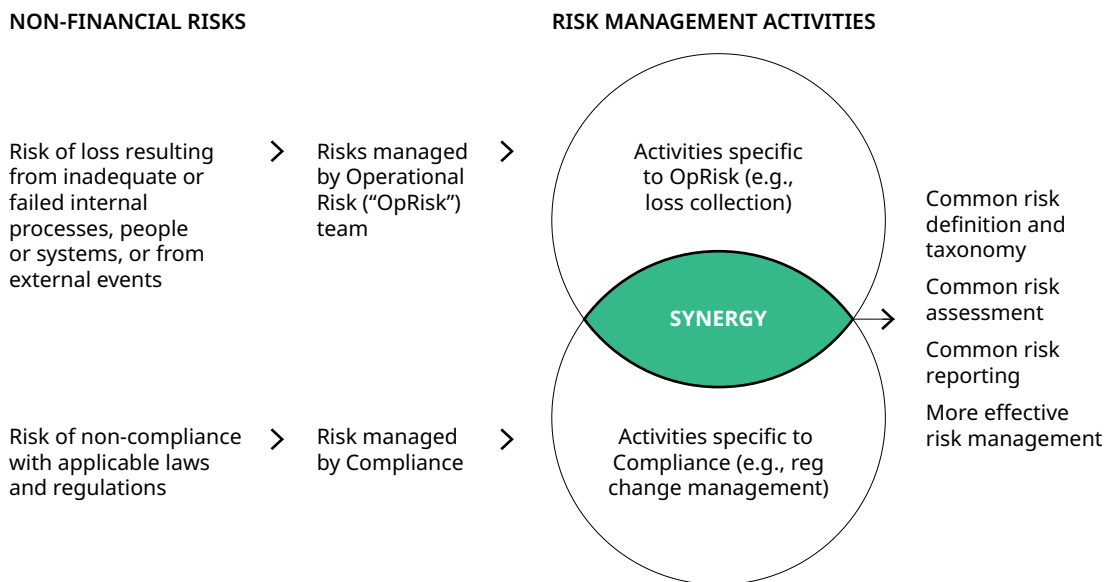 NON-FINANCIAL RISKS
RISK MANAGEMENT ACTIVITIES
Risk of loss resulting
from inadequate or
failed internal
processes, people
or systems, or from
external events
Risks managed
by Operational
Risk (“OpRisk”)
team
Activities specific
to OpRisk (e.g.,
loss collection)
SYNERGY
Common risk
definition and
taxonomy
Common risk
assessment
Common risk
reporting
More effective
risk management
Risk of non-compliance
with applicable laws
and regulations
Risk managed
by Compliance
Activities specific to
Compliance (e.g., reg
change management)